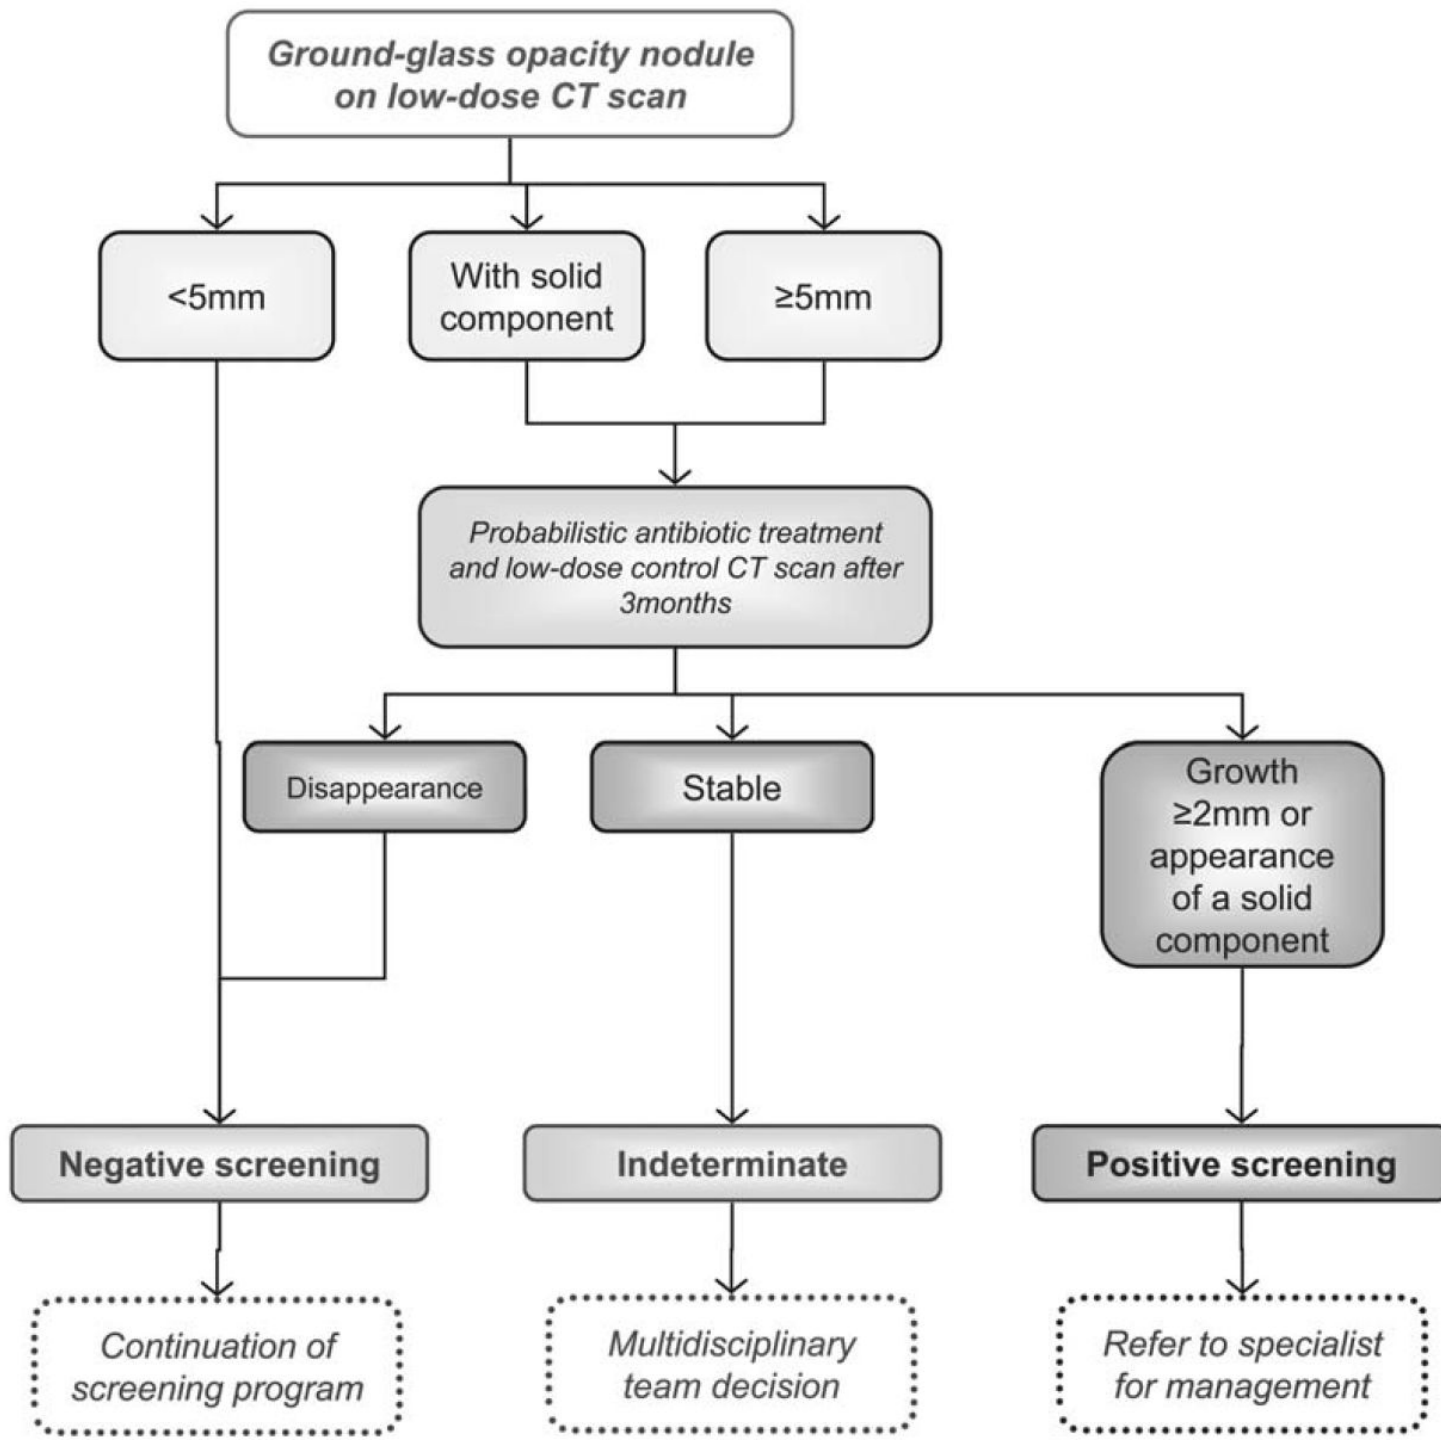 Ground-glass opacity nodule
on low-dose CT scan
<5mm
With solid
component
≥5mm
Probabilistic antibiotic treatment
and low-dose control CT scan after
3months
Disappearance
Stable
Growth
≥2mm or
appearance
of a solid
component
Negative screening
Indeterminate
Positive screening
Continuation of
screening program
Multidisciplinary
team decision
Refer to specialist
for management